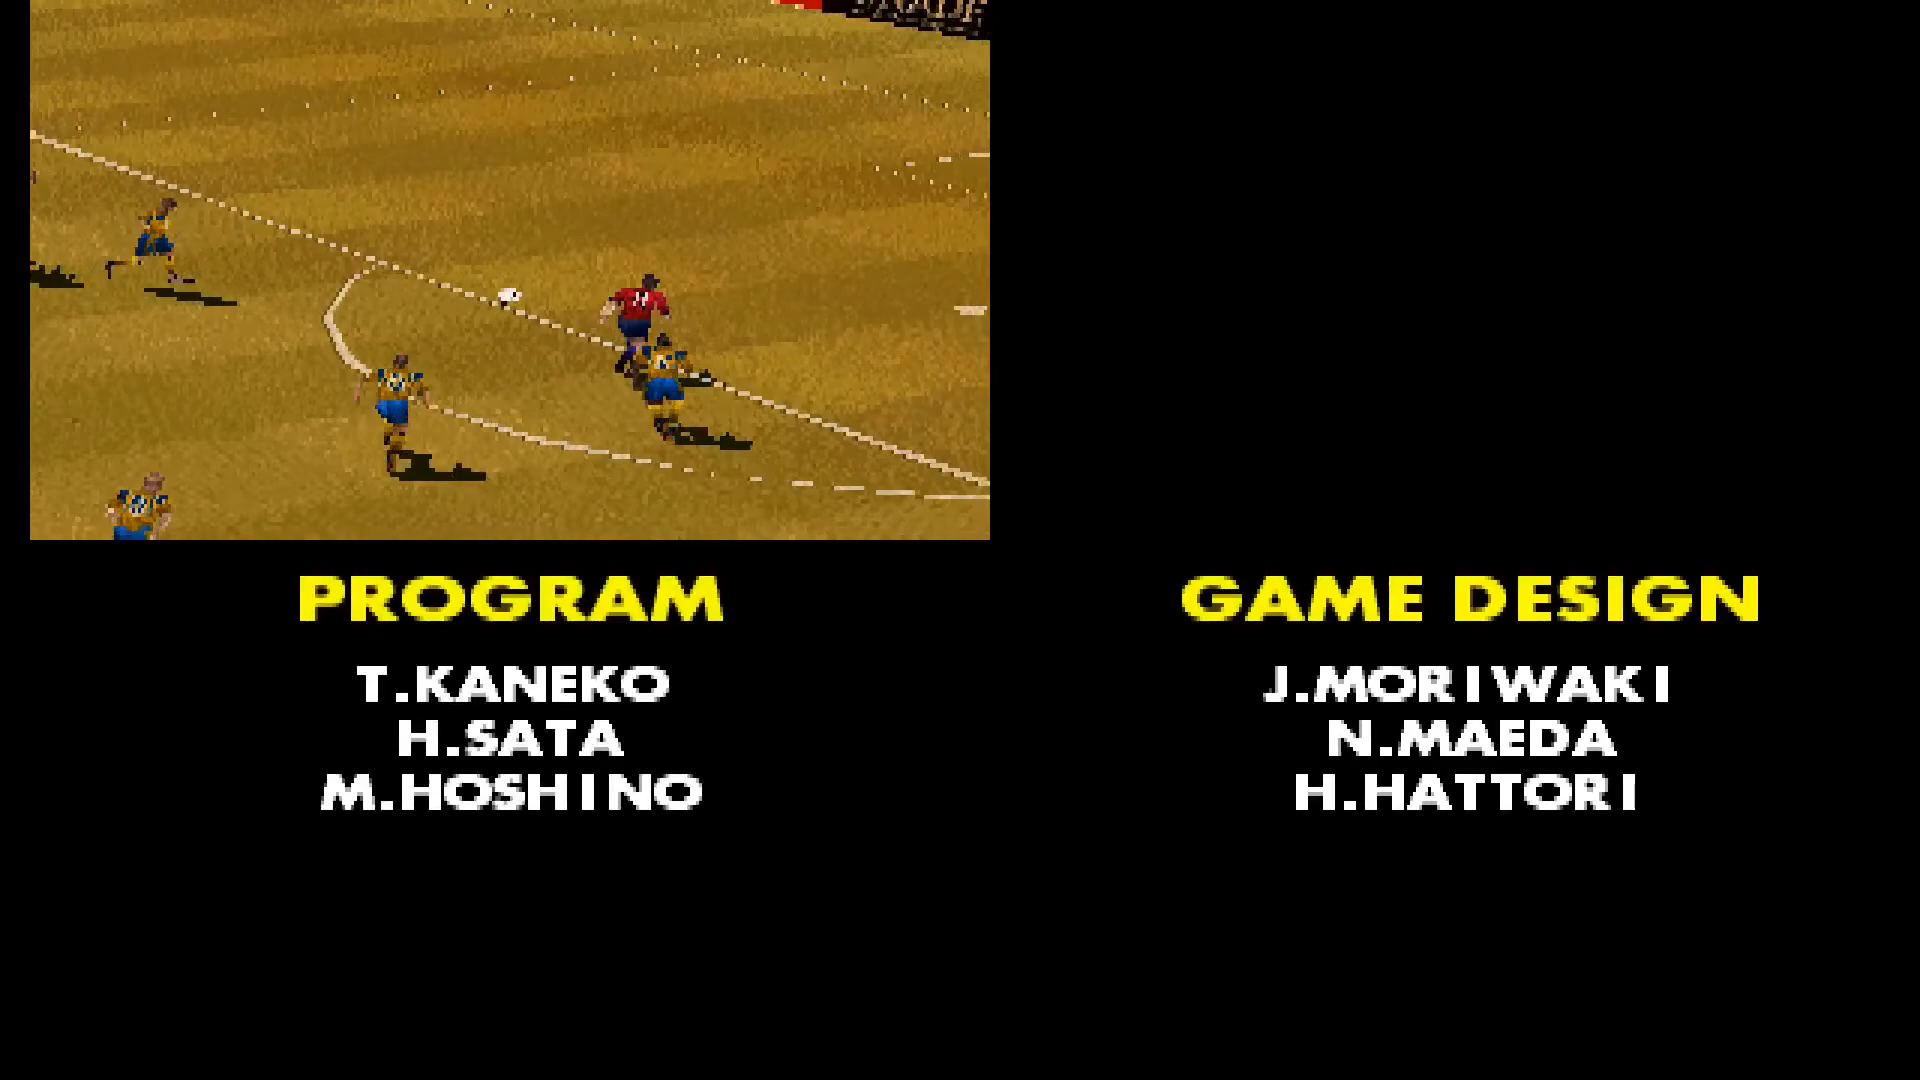 PROGRAM
T.KANEKO
H.SATA
M.HOSHINO
GAME DESIGN
J.MORIWAKI
N.MAEDA
H.HATTORI